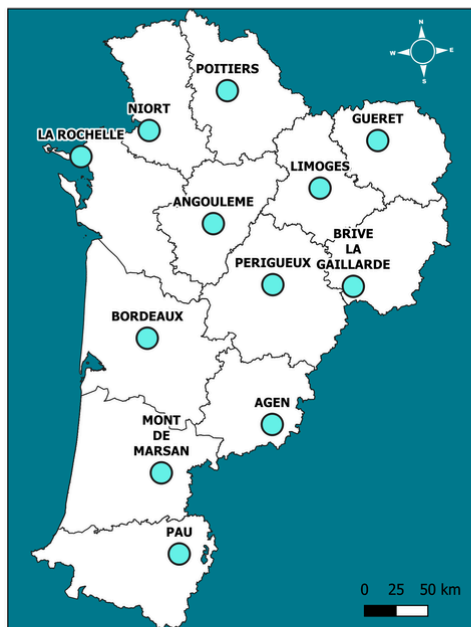 N
W E
S
POITIERS
NIORT
GUERET
LA ROCHELLE
LIMOGES
ANGOULEME
BRIVE
LA
GAILLARDE
PERIGUEUX
BORDEAUX
AGEN
MONT
DE
MARSAN
PAU
0 25 50 km